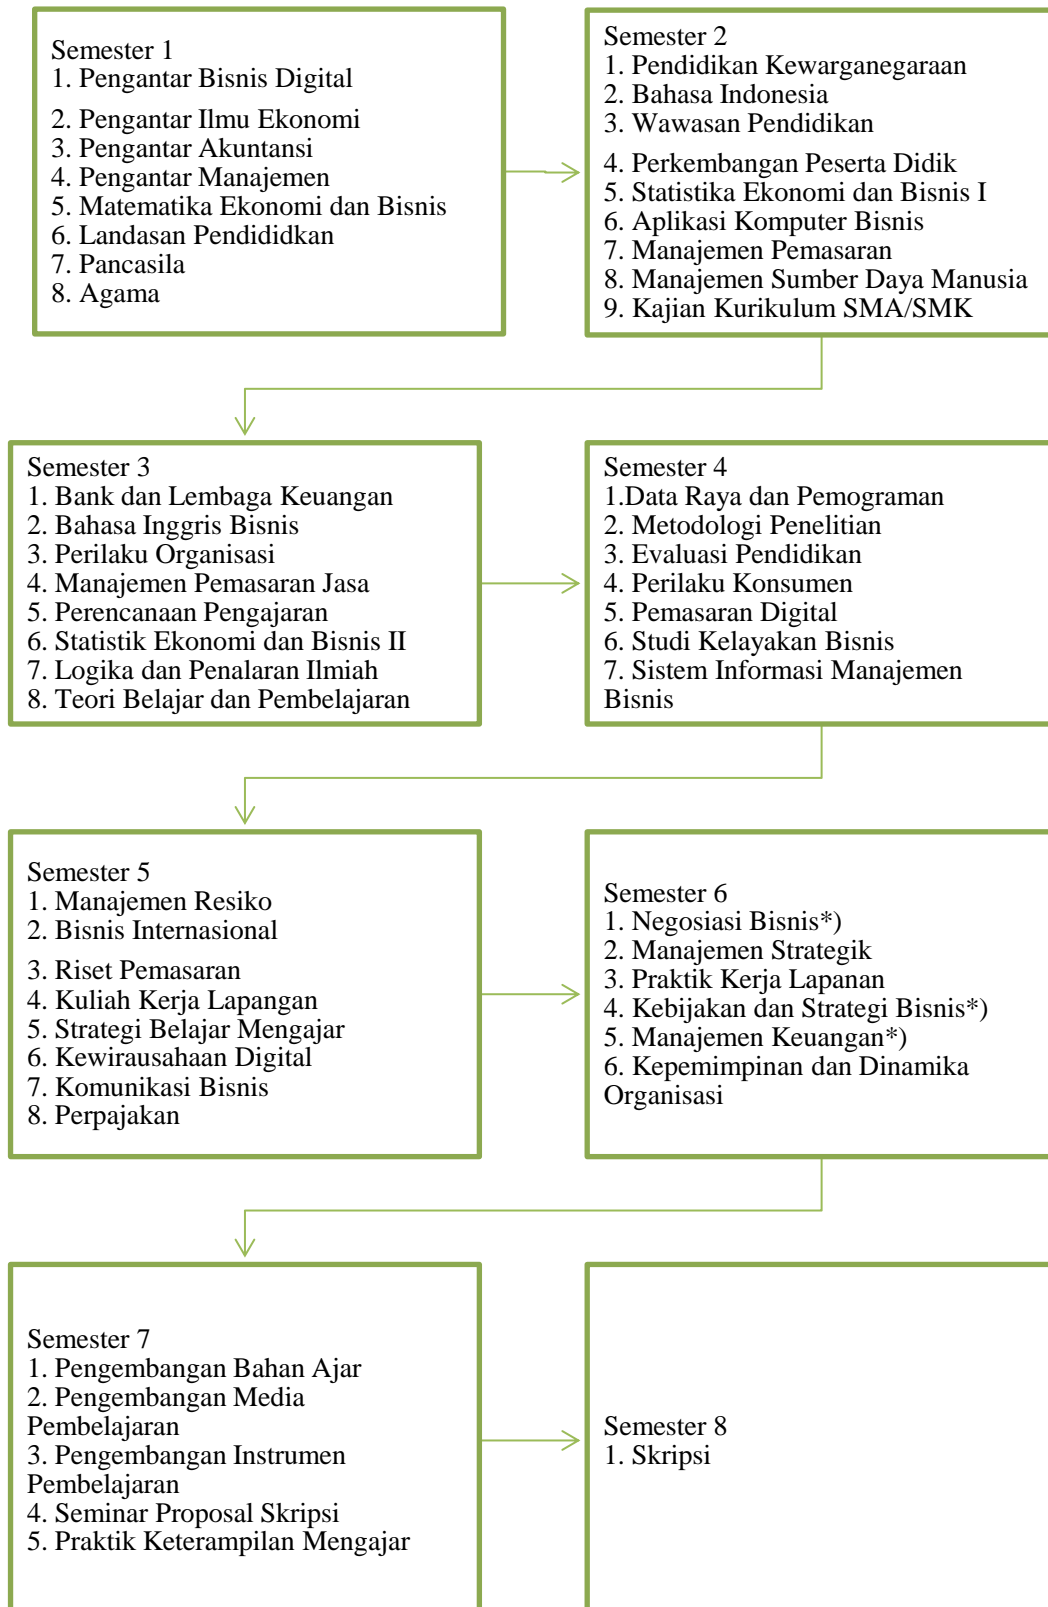 Semester 1
1. Pengantar Bisnis Digital
2. Pengantar Ilmu Ekonomi
3. Pengantar Akuntansi
4. Pengantar Manajemen
5. Matematika Ekonomi dan Bisnis
6. Landasan Pendididkan
7. Pancasila
8. Agama
Semester 2
1. Pendidikan Kewarganegaraan
2. Bahasa Indonesia
3. Wawasan Pendidikan
4. Perkembangan Peserta Didik
5. Statistika Ekonomi dan Bisnis I
6. Aplikasi Komputer Bisnis
7. Manajemen Pemasaran
8. Manajemen Sumber Daya Manusia
9. Kajian Kurikulum SMA/SMK
Semester 3
1. Bank dan Lembaga Keuangan
2. Bahasa Inggris Bisnis
3. Perilaku Organisasi
4. Manajemen Pemasaran Jasa
5. Perencanaan Pengajaran
6. Statistik Ekonomi dan Bisnis II
7. Logika dan Penalaran Ilmiah
8. Teori Belajar dan Pembelajaran
Semester 4
1.Data Raya dan Pemograman
2. Metodologi Penelitian
3. Evaluasi Pendidikan
4. Perilaku Konsumen
5. Pemasaran Digital
6. Studi Kelayakan Bisnis
7. Sistem Informasi Manajemen
Bisnis
Semester 5
1. Manajemen Resiko
2. Bisnis Internasional
3. Riset Pemasaran
4. Kuliah Kerja Lapangan
5. Strategi Belajar Mengajar
6. Kewirausahaan Digital
7. Komunikasi Bisnis
8. Perpajakan
Semester 6
1. Negosiasi Bisnis*)
2. Manajemen Strategik
3. Praktik Kerja Lapanan
4. Kebijakan dan Strategi Bisnis*)
5. Manajemen Keuangan*)
6. Kepemimpinan dan Dinamika
Organisasi
Semester 7
1. Pengembangan Bahan Ajar
2. Pengembangan Media
Pembelajaran
3. Pengembangan Instrumen
Pembelajaran
4. Seminar Proposal Skripsi
5. Praktik Keterampilan Mengajar
Semester 8
1. Skripsi